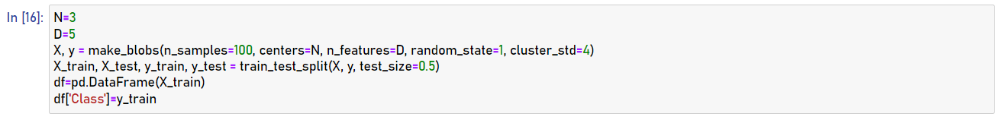 In [16]: N=3
D=5
X, y = make_blobs(n_samples=100, centers=N, n_features=D, random_state=1, cluster_std=4)
X_train, X_test, y_train, y_test = train_test_split(X, y, test_size=0.5)
df=pd.DataFrame(X_train)
df['Class']=y_train